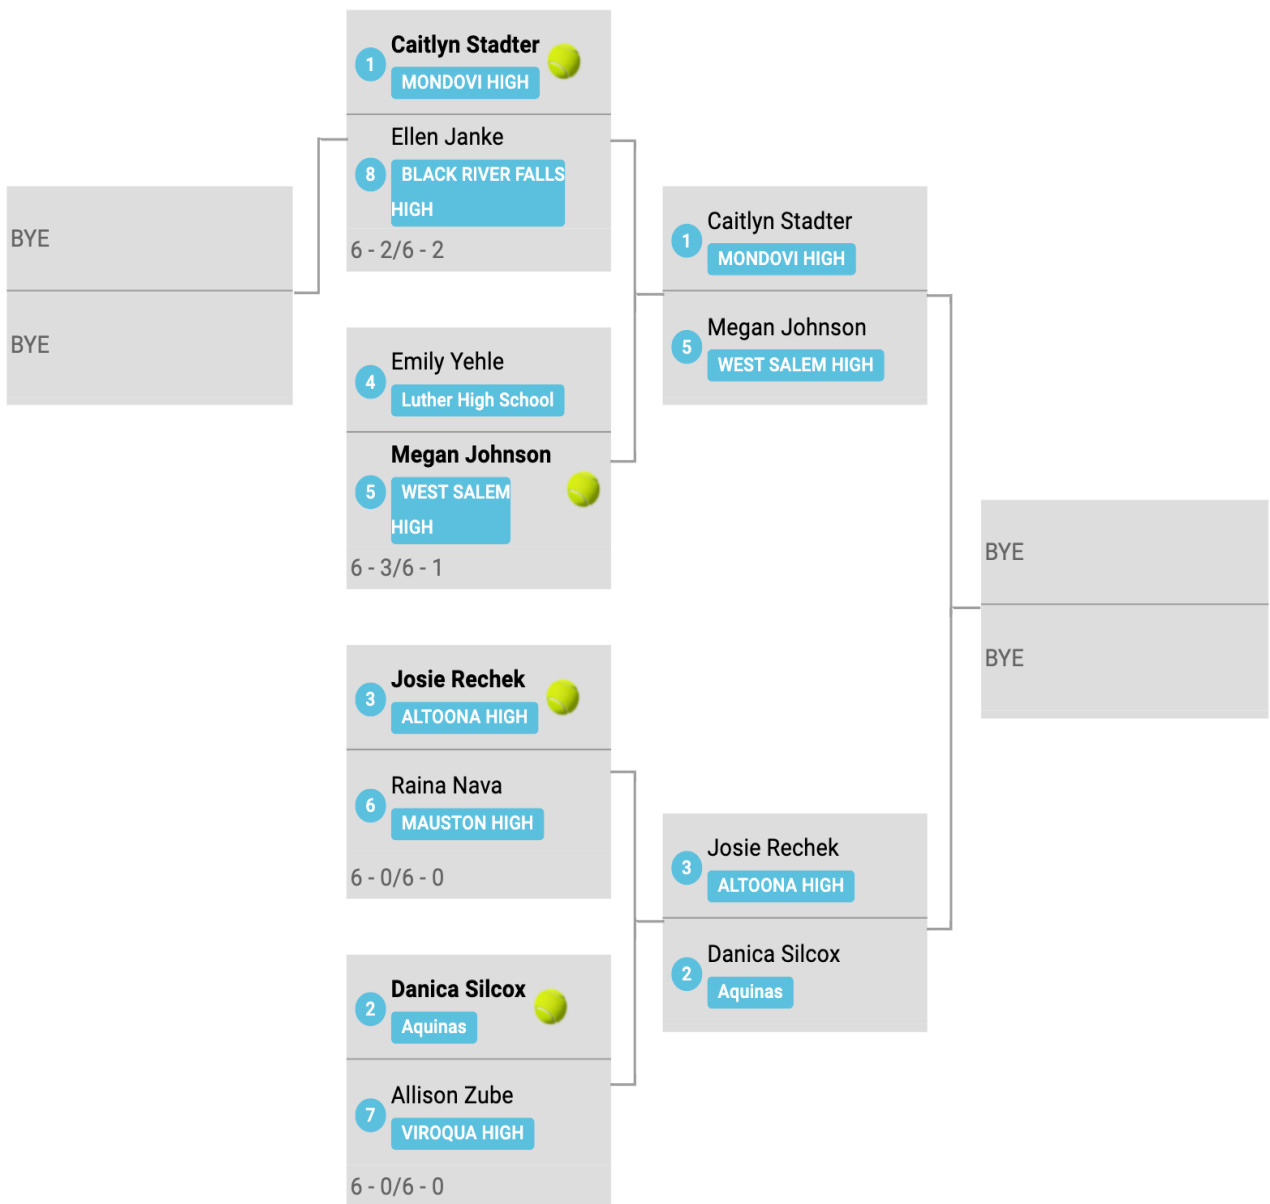 BYE
BYE
1
Caitlyn Stadter
MONDOVI HIGH
8
Ellen Janke
BLACK RIVER FALLS
HIGH
6 - 2/6 - 2
4
Emily Yehle
Luther High School
5
Megan Johnson
WEST SALEM
HIGH
6 - 3/6 - 1
3
Josie Rechek
ALTOONA HIGH
6
Raina Nava
MAUSTON HIGH
6 - 0/6 - 0
2
Danica Silcox
Aquinas
7
Allison Zube
VIROQUA HIGH
6 - 0/6 - 0
1
Caitlyn Stadter
MONDOVI HIGH
5
Megan Johnson
WEST SALEM HIGH
3
Josie Rechek
ALTOONA HIGH
2
Danica Silcox
Aquinas
BYE
BYE